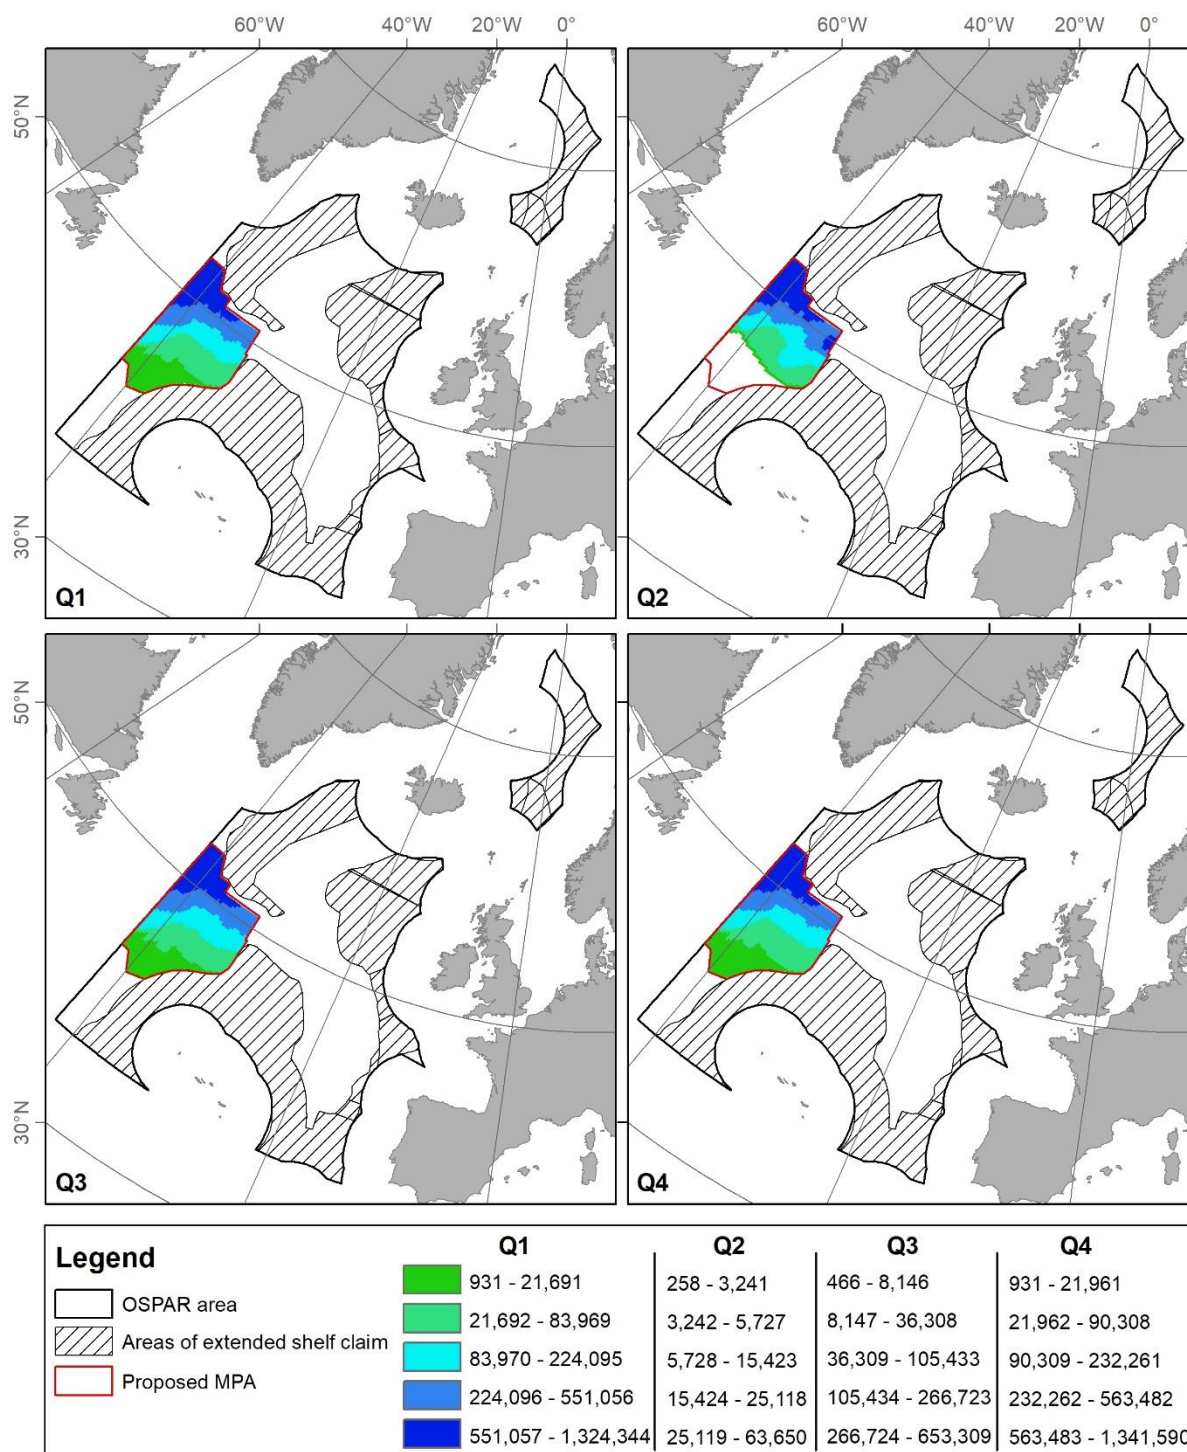 60°W 40°W 20°W 0° 60°W 40°W 20°W 0°
50°N
30°N
Q1 Q2
50°N
30°N
Q3 Q4
Legend
OSPAR area
Areas of extended shelf claim
Proposed MPA
Q1 Q2 Q3 Q4
931 - 21,691 258 - 3,241 466 - 8,146 931 - 21,961
21,692 - 83,969 3,242 - 5,727 8,147 - 36,308 21,962 - 90,308
83,970 - 224,095 5,728 - 15,423 36,309 - 105,433 90,309 - 232,261
224,096 - 551,056 15,424 - 25,118 105,434 - 266,723 232,262 - 563,482
551,057 - 1,324,344 25,119 - 63,650 266,724 - 653,309 563,483 - 1,341,590